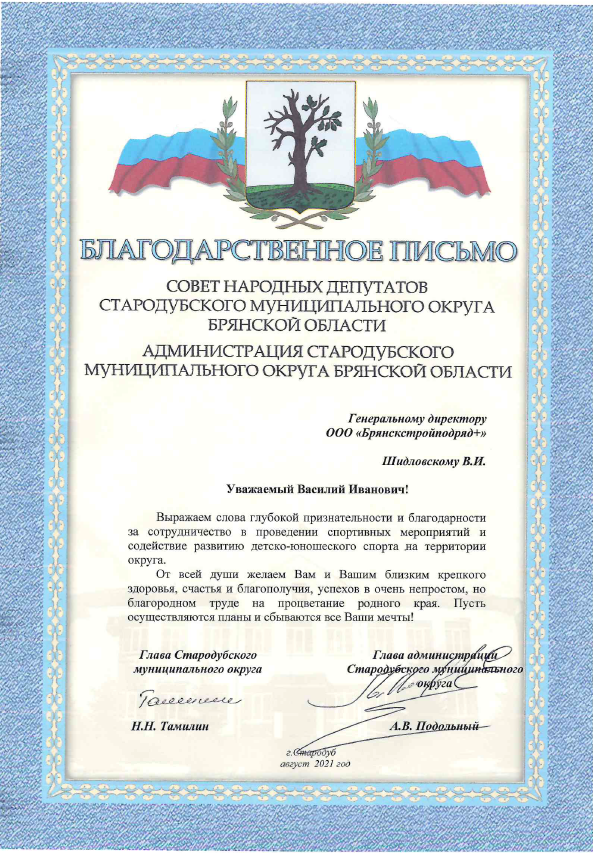 БЛАГОДАРСТВЕННОЕ ПИСЬМО
СОВЕТ НАРОДНЫХ ДЕПУТАТОВ
СТАРОДУБСКОГО МУНИЦИПАЛЬНОГО ОКРУГА
БРЯНСКОЙ ОБЛАСТИ
АДМИНИСТРАЦИЯ СТАРОДУБСКОГО
МУНИЦИПАЛЬНОГО ОКРУГА БРЯНСКОЙ ОБЛАСТИ
Генеральному директору
ООО «Брянскстройподряд+»
Шидловскому В.И.
Уважаемый Василий Иванович!
Выражаем слова глубокой признательности и благодарности
за сотрудничество в проведении спортивных мероприятий и
содействие развитию детско-юношеского спорта на территории
округа.
От всей души желаем Вам и Вашим близким крепкого
здоровья, счастья и благополучия, успехов в очень непростом, но
благородном труде на процветание родного края. Пусть
осуществляются планы и сбываются все Ваши мечты!
Глава Стародубского
муниципального округа
Н.Н. Тамилин
Глава администрации
Стародубского муниципального
округа
А.В. Подольный
г.Стародуб
август 2021 год